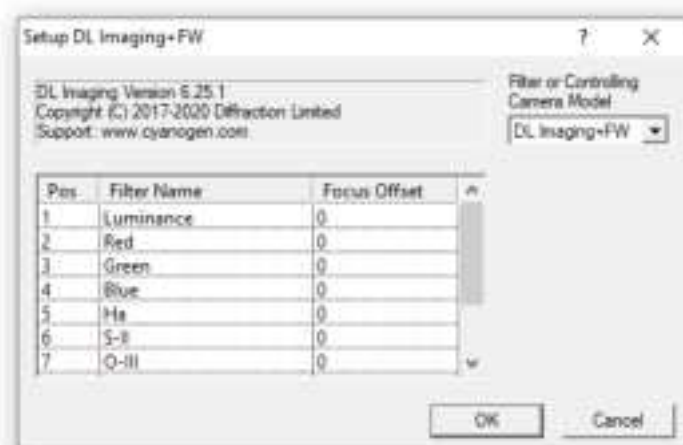 Setup DL Imaging+FW ? ×
DL Imaging Version 6.25.1
Copyright (C) 2017-2020 Diffraction Limited
Support: www.cyanogen.com
Filter or Controlling
Camera Model
DL Imaging+FW
Pos Filter Name Focus Offset
1 Luminance 0
2 Red 0
3 Green 0
4 Blue 0
5 Ha 0
6 S-II 0
7 O-III 0
OK Cancel